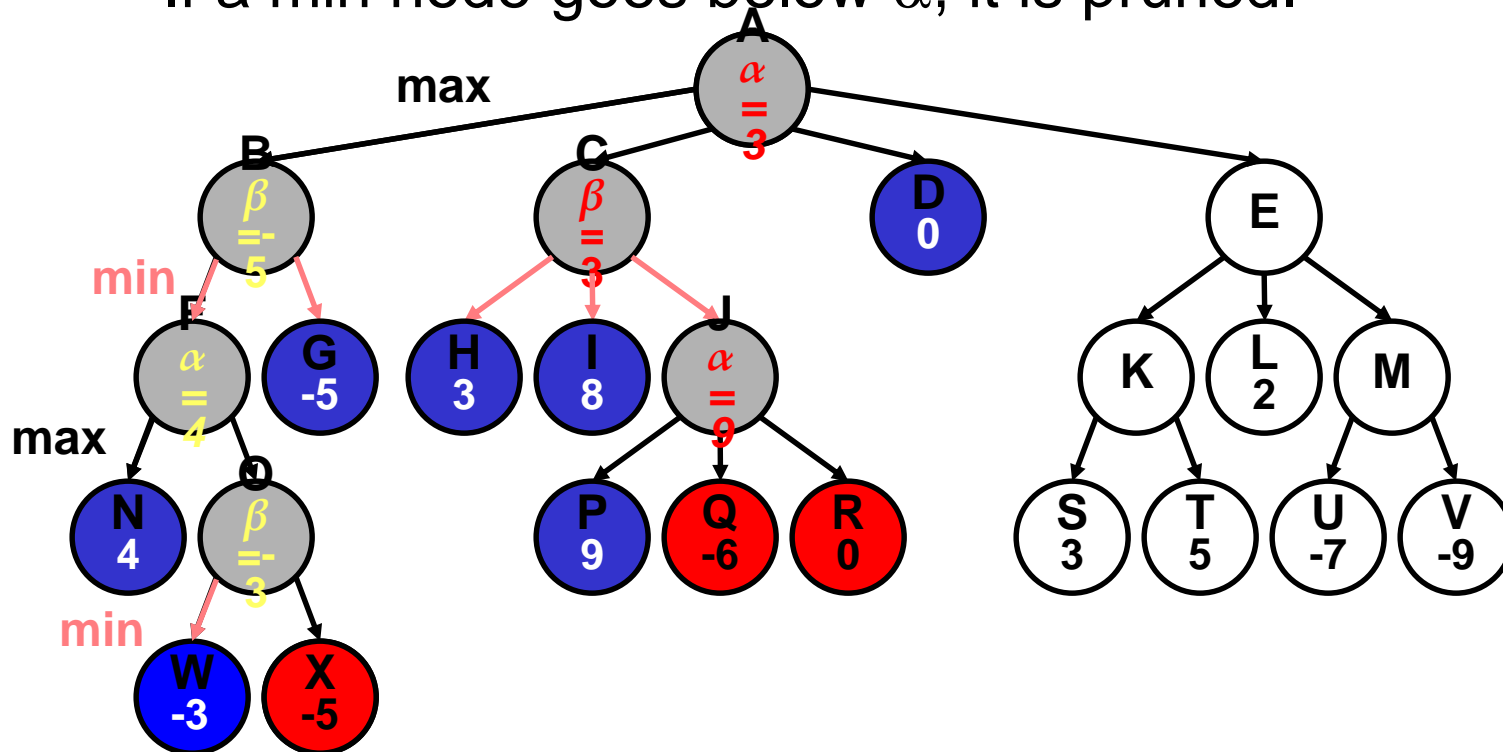 If a min node goes below α, it is pruned.
A
α
=
3
max
B
β
=-
5
C
β
=
3
D
0
E
min
F
α
=
4
G
-5
H
3
I
8
J
α
=
9
K
L
2
M
max
N
4
O
β
=-
3
P
9
Q
-6
R
0
S
3
T
5
U
-7
V
-9
min
W
-3
X
-5